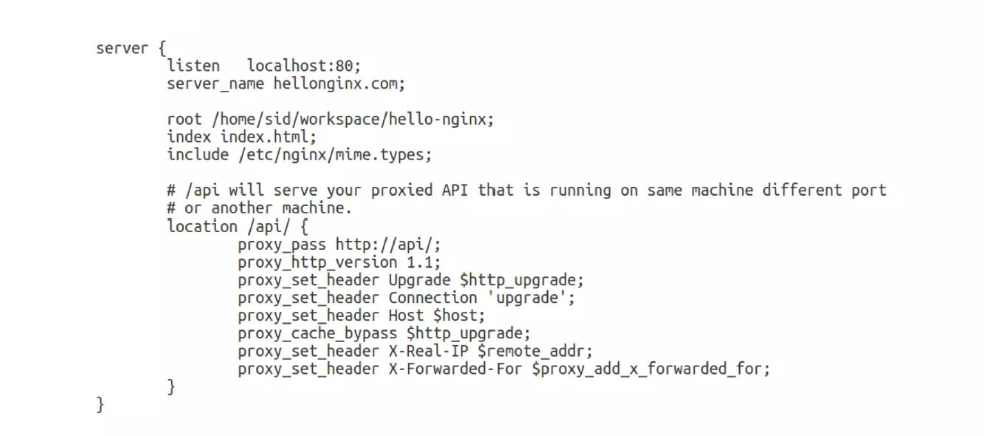 server {
        listen   localhost:80;
        server_name hellonginx.com;

        root /home/sid/workspace/hello-nginx;
        index index.html;
        include /etc/nginx/mime.types;

        # /api will serve your proxied API that is running on same machine different port
        # or another machine.
        location /api/ {
                proxy_pass http://api/;
                proxy_http_version 1.1;
                proxy_set_header Upgrade $http_upgrade;
                proxy_set_header Connection 'upgrade';
                proxy_set_header Host $host;
                proxy_cache_bypass $http_upgrade;
                proxy_set_header X-Real-IP $remote_addr;
                proxy_set_header X-Forwarded-For $proxy_add_x_forwarded_for;
        }
}